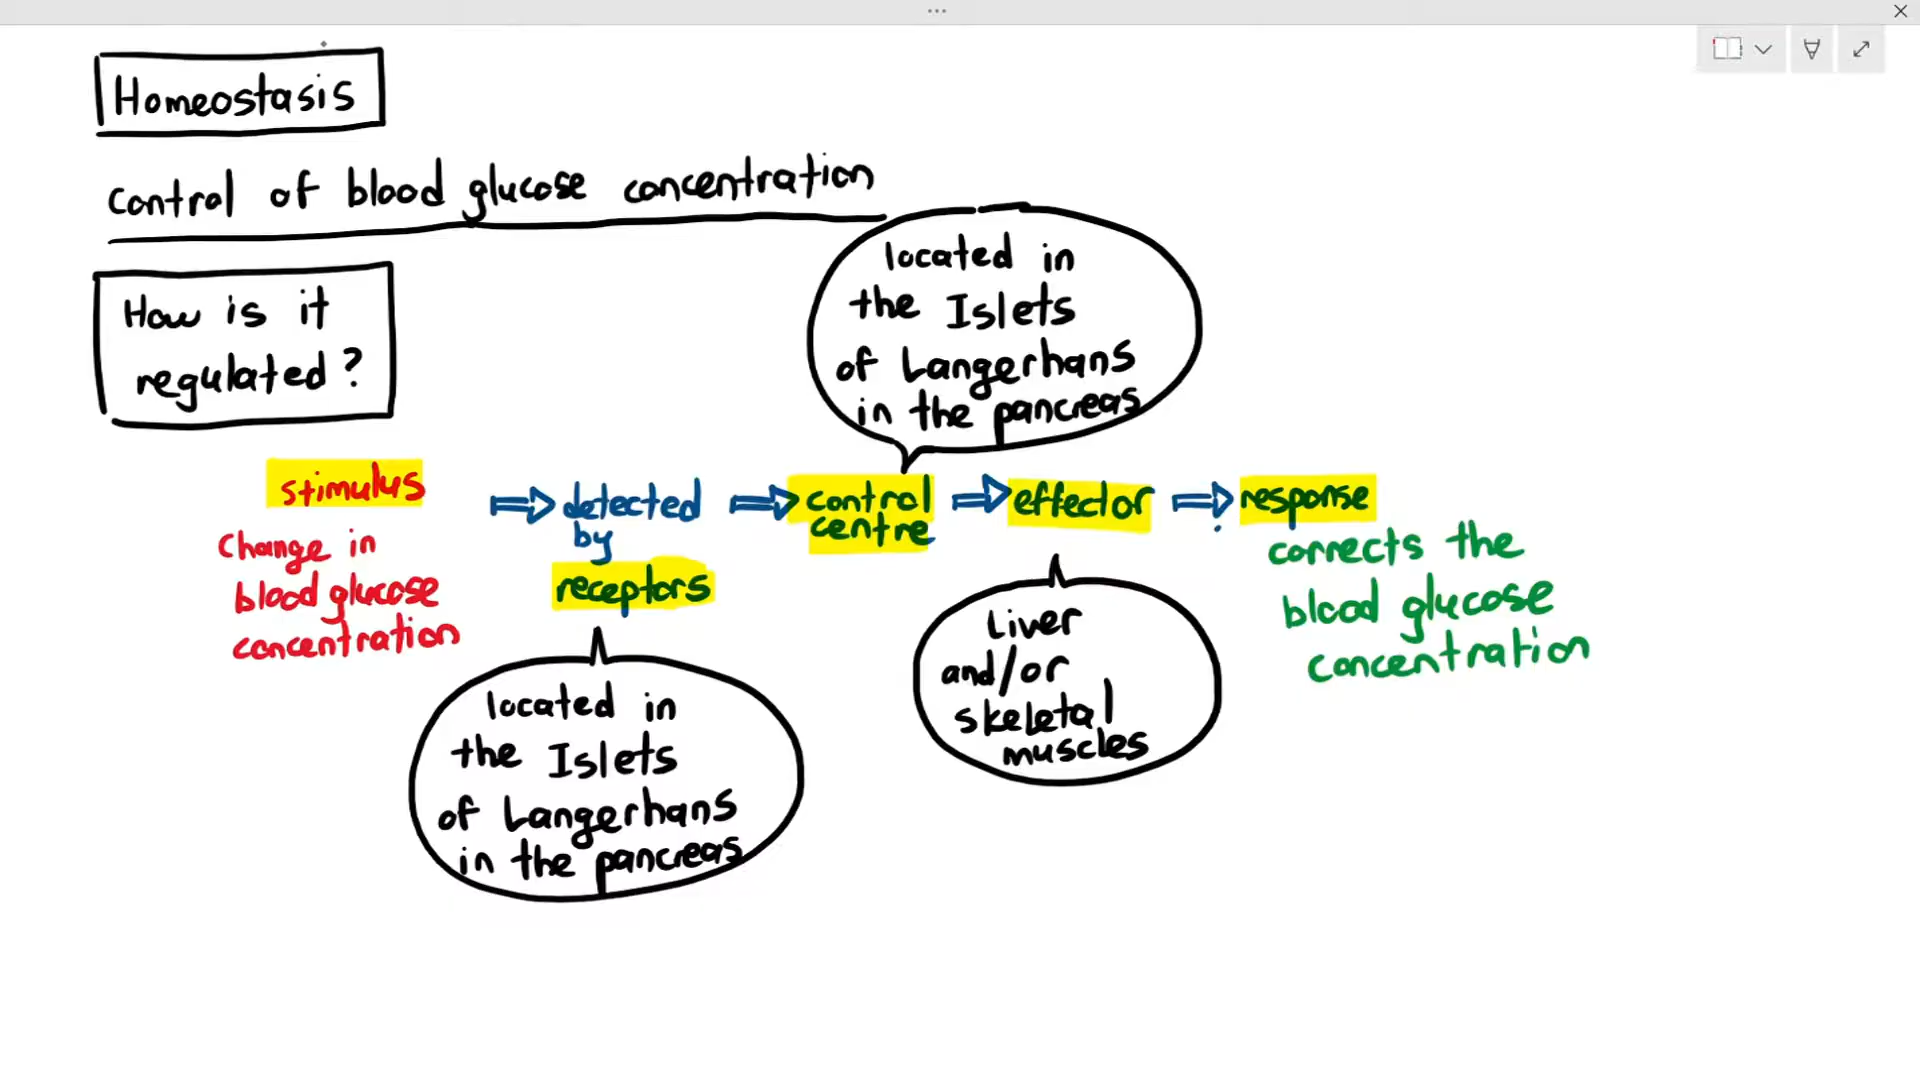 Homeostasis
control of blood glucose concentration
How is it
regulated?
located in
the Islets
of Langerhans
in the pancreas
stimulus
change in
blood glucose
concentration
detected
by
receptors
located in
the Islets
of Langerhans
in the pancreas
control
centre
effector
Liver
and/or
skeletal
muscles
response
corrects the
blood glucose
concentration